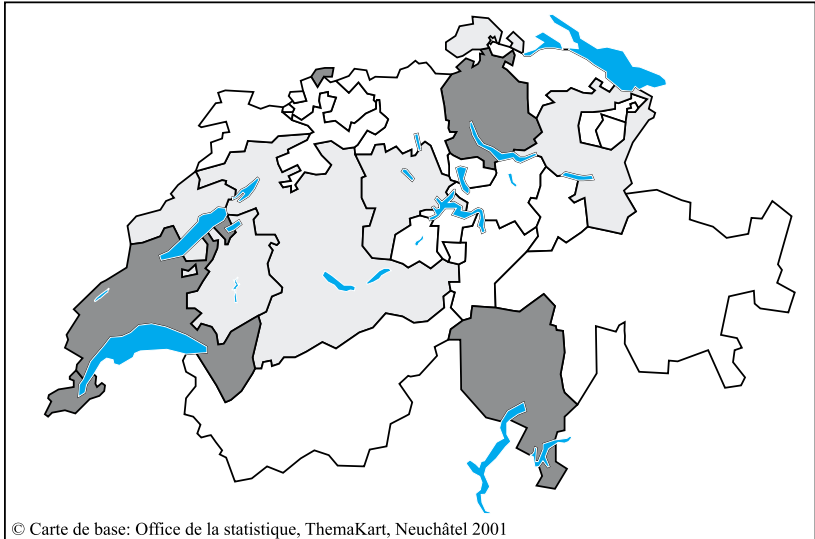 © Carte de base: Office de la statistique, ThemaKart, Neuchâtel 2001